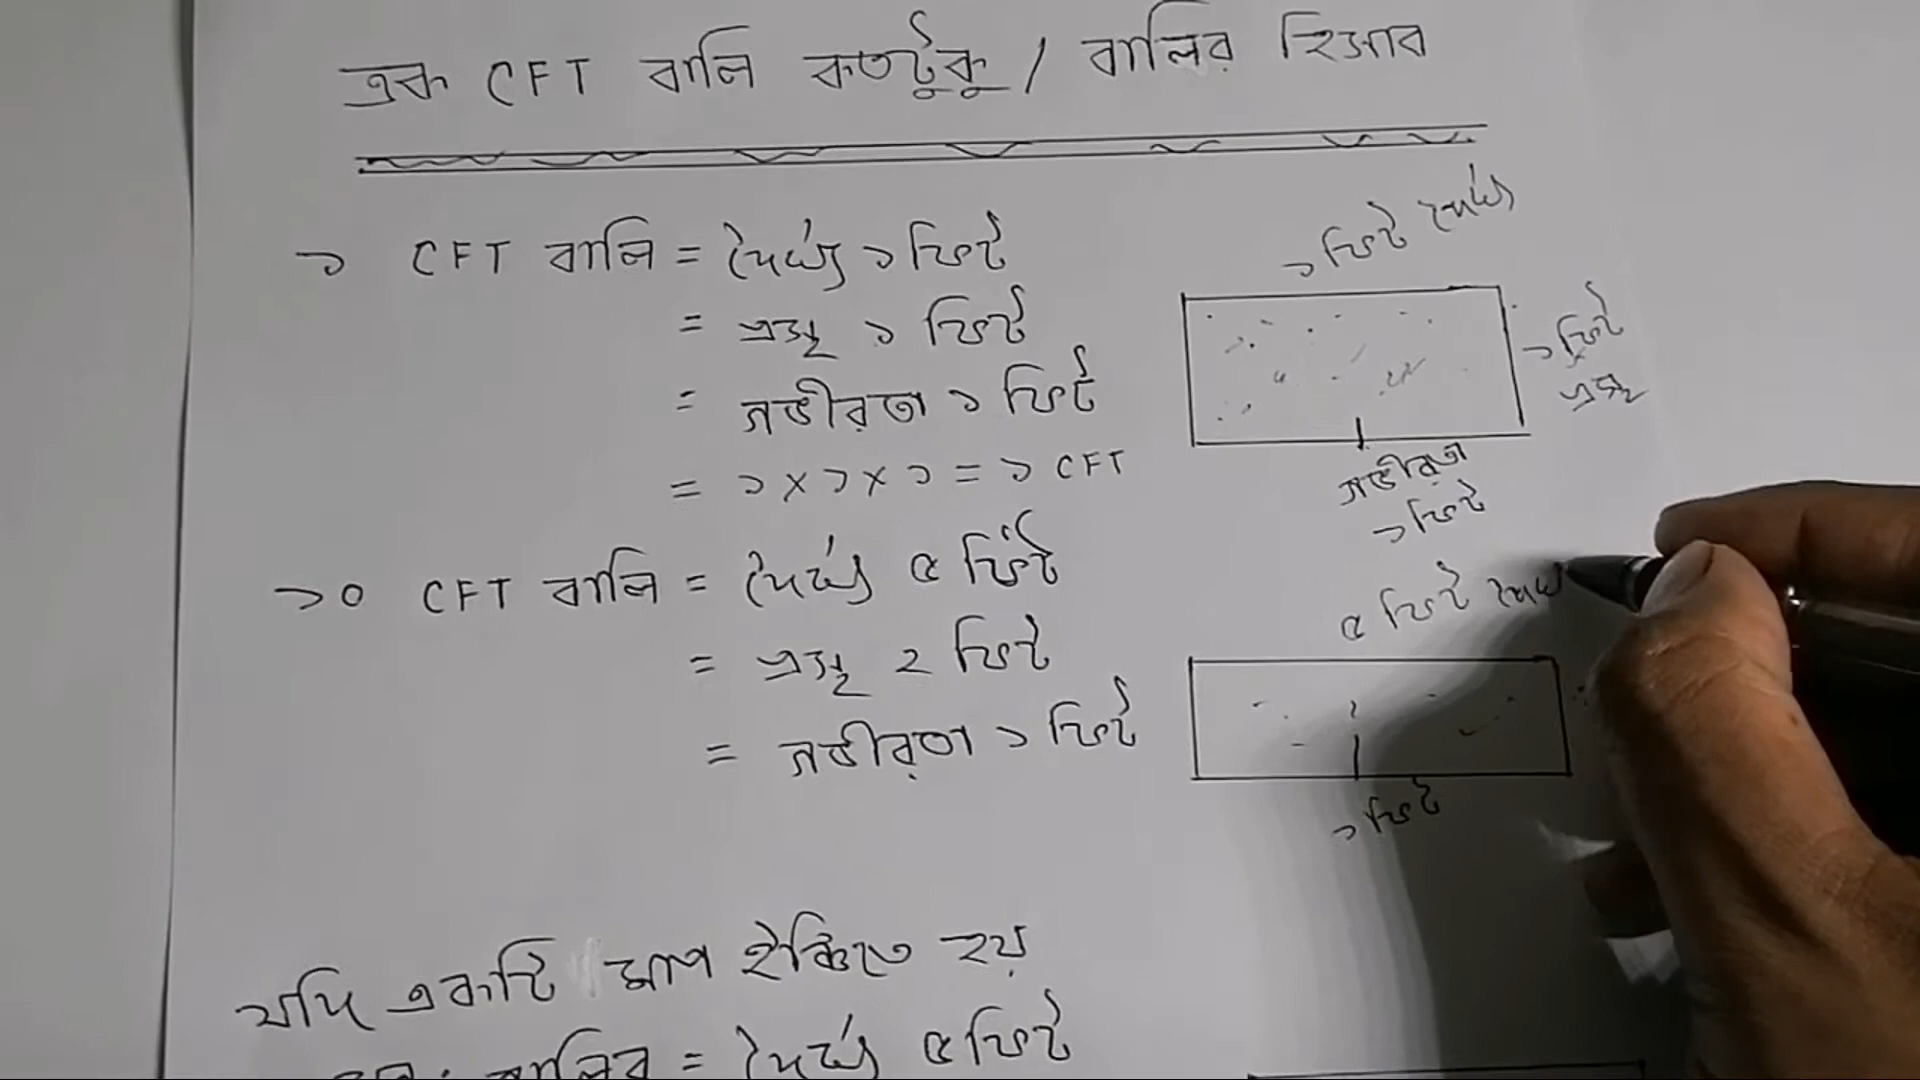 এক CFT বালি কতটুকু / বালির হিসাব
১ CFT বালি = দৈর্ঘ্য ১ ফিট
= প্রস্থ ১ ফিট
= গভীরতা ১ ফিট
= ১ x ১ x ১ = ১ CFT
১ ফিট দৈর্ঘ্য
১ ফিট
প্রস্থ
গভীরতা
১ ফিট
১০ CFT বালি = দৈর্ঘ্য ৫ ফিট
= প্রস্থ ২ ফিট
= গভীরতা ১ ফিট
৫ ফিট দৈর্ঘ
১ ফিট
যদি একটি মাপ ইঞ্চিতে হয়
বালির = দৈর্ঘ্য ৫ ফিট